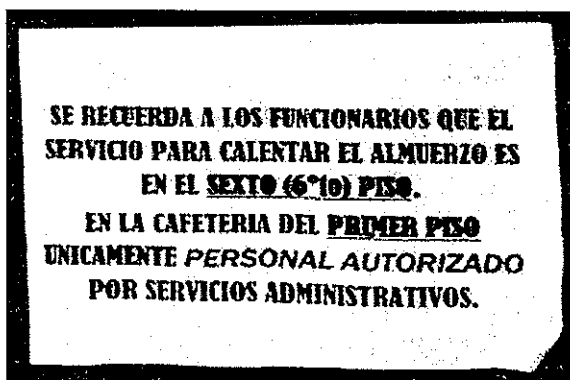 SE RECUERDA A LOS FUNCIONARIOS QUE EL
SERVICIO PARA CALENTAR EL ALMUERZO ES
EN EL SEXTO (6°to) PISO.
EN LA CAFETERIA DEL PRIMER PISO
UNICAMENTE PERSONAL AUTORIZADO
POR SERVICIOS ADMINISTRATIVOS.